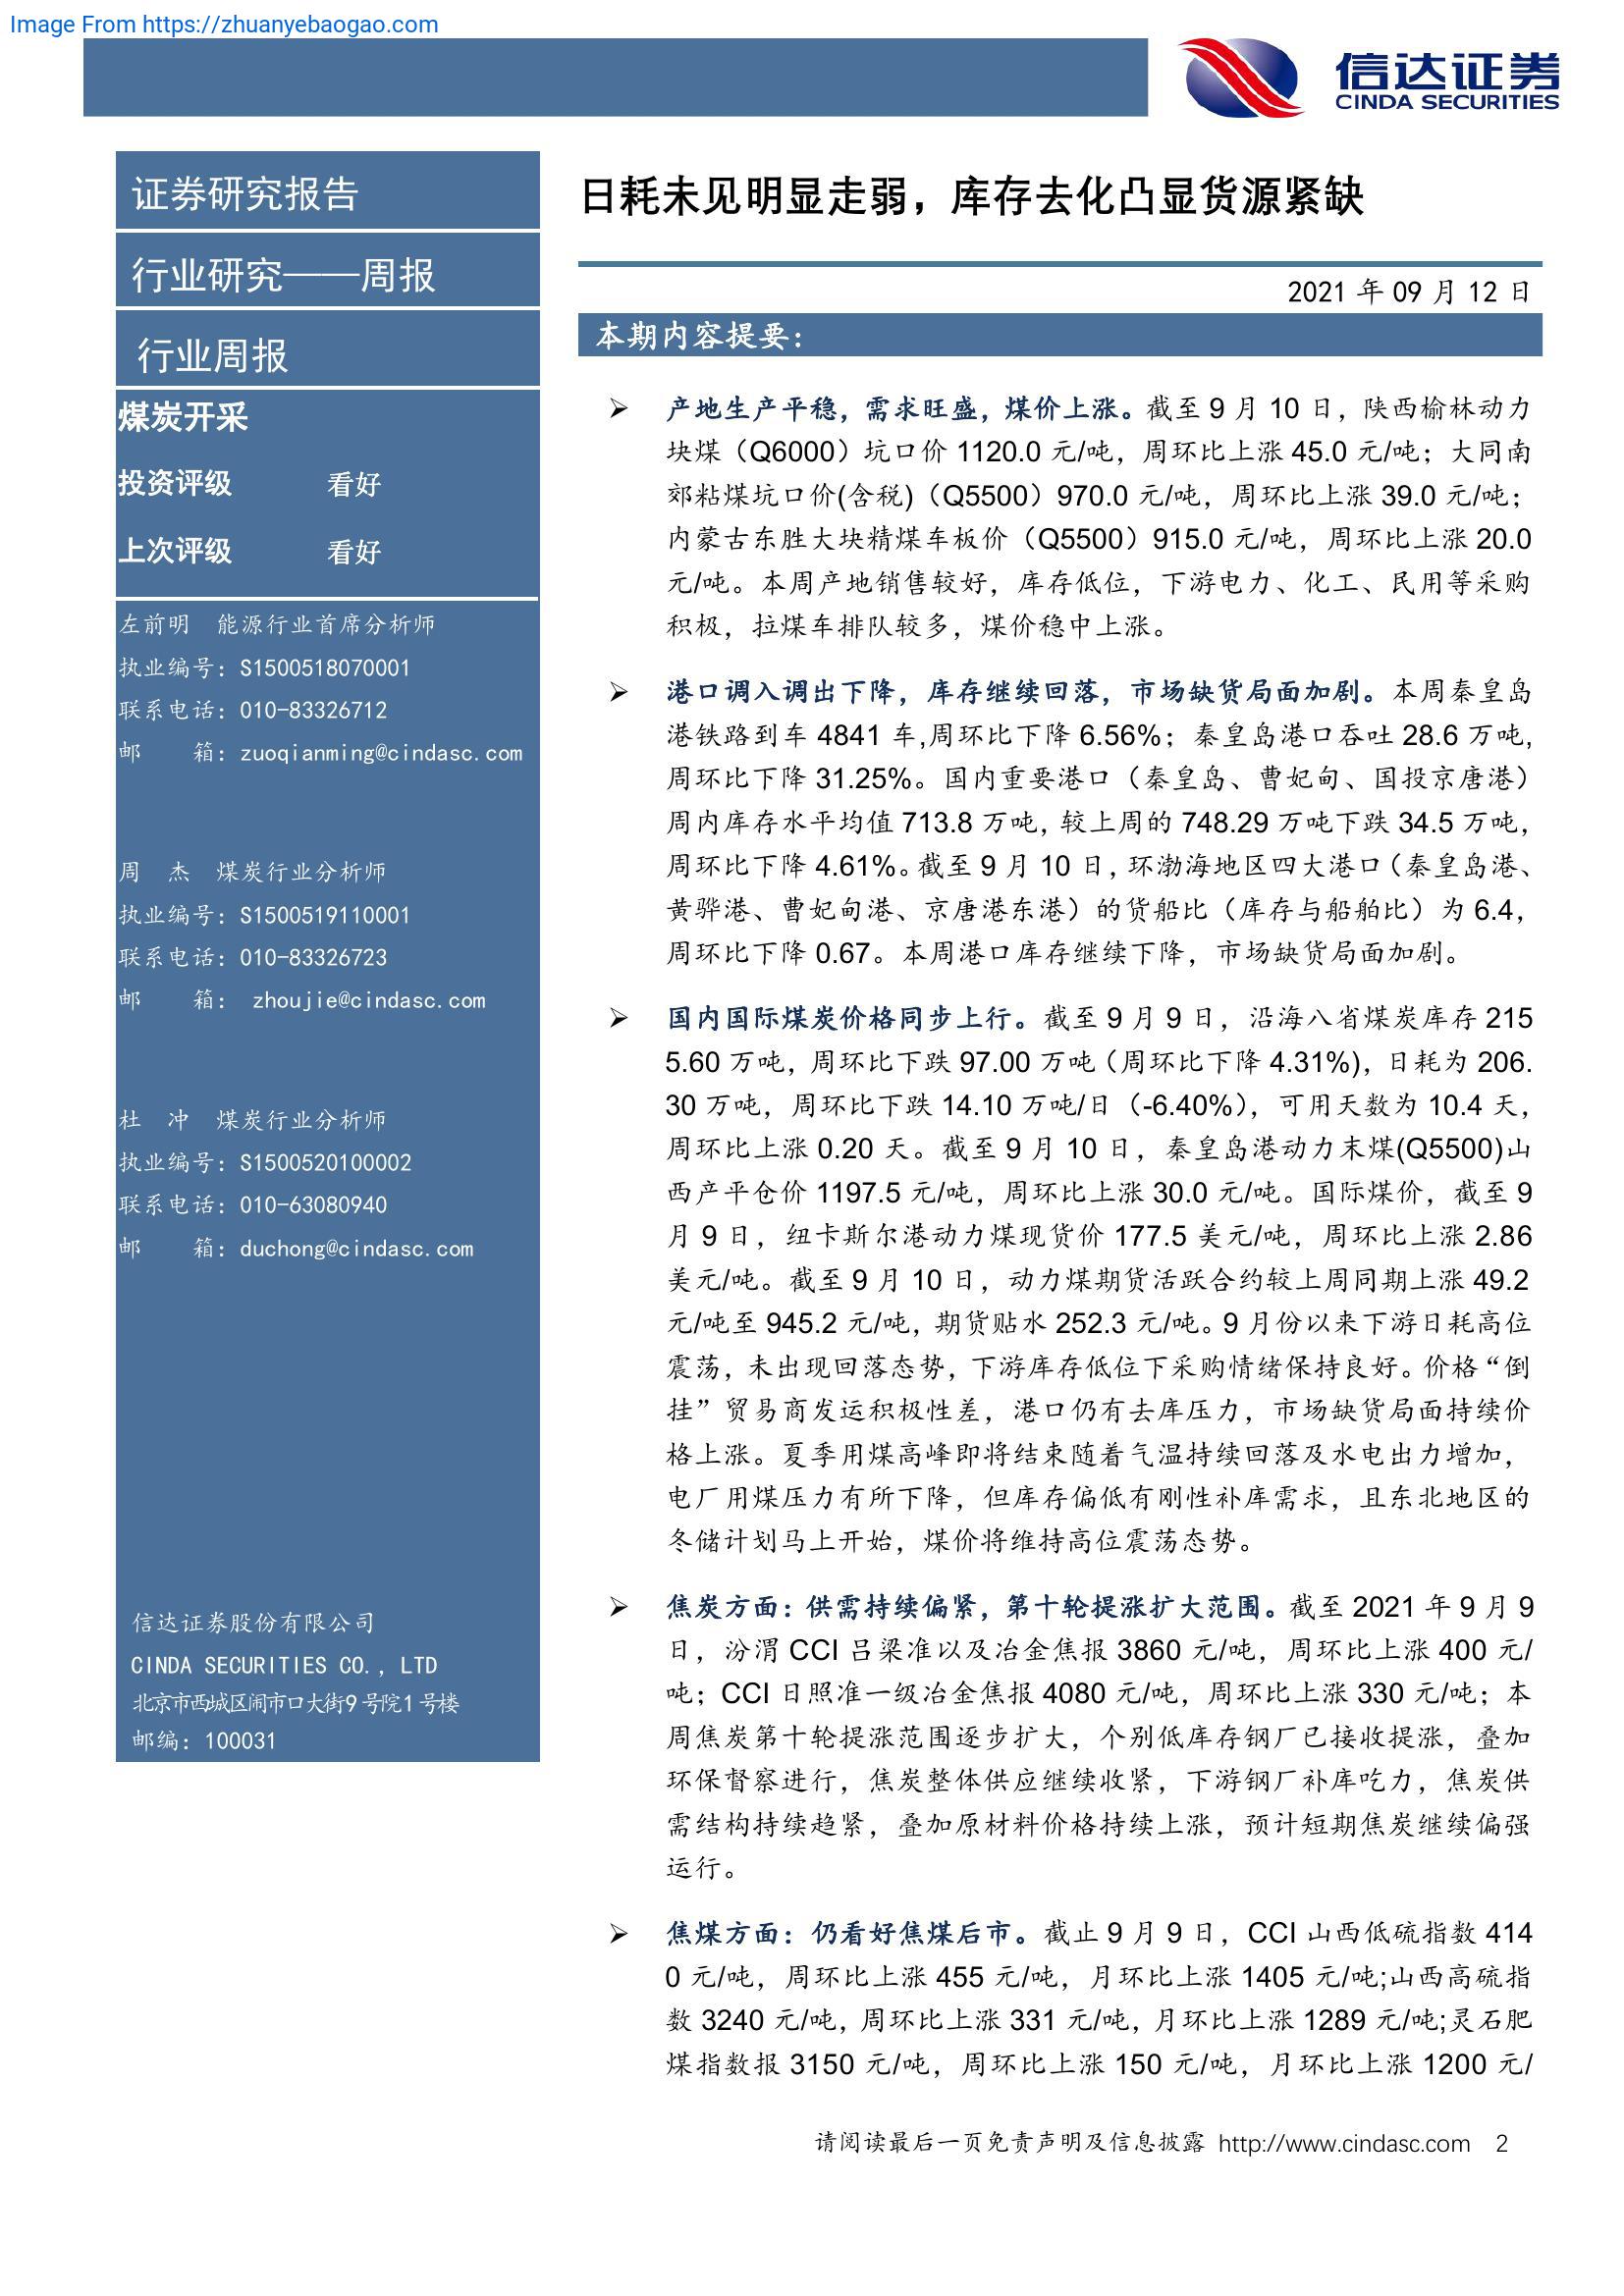 Image From https://zhuanyebaogao.com
信达证券
CINDA SECURITIES
证券研究报告
行业研究——周报
行业周报
煤炭开采
投资评级 看好
上次评级 看好
左前明 能源行业首席分析师
执业编号：S1500518070001
联系电话：010-83326712
邮 箱：zuoqianming@cindasc.com
周 杰 煤炭行业分析师
执业编号：S1500519110001
联系电话：010-83326723
邮 箱： zhoujie@cindasc.com
杜 冲 煤炭行业分析师
执业编号：S1500520100002
联系电话：010-63080940
邮 箱：duchong@cindasc.com
信达证券股份有限公司
CINDA SECURITIES CO., LTD
北京市西城区闹市口大街9号院1号楼
邮编：100031
日耗未见明显走弱，库存去化凸显货源紧缺
2021 年 09 月 12 日
本期内容提要：
➢ 产地生产平稳，需求旺盛，煤价上涨。截至 9 月 10 日，陕西榆林动力
块煤（Q6000）坑口价 1120.0 元/吨，周环比上涨 45.0 元/吨；大同南
郊粘煤坑口价(含税)（Q5500）970.0 元/吨，周环比上涨 39.0 元/吨；
内蒙古东胜大块精煤车板价（Q5500）915.0 元/吨，周环比上涨 20.0
元/吨。本周产地销售较好，库存低位，下游电力、化工、民用等采购
积极，拉煤车排队较多，煤价稳中上涨。
➢ 港口调入调出下降，库存继续回落，市场缺货局面加剧。本周秦皇岛
港铁路到车 4841 车,周环比下降 6.56%；秦皇岛港口吞吐 28.6 万吨,
周环比下降 31.25%。国内重要港口（秦皇岛、曹妃甸、国投京唐港）
周内库存水平均值 713.8 万吨，较上周的 748.29 万吨下跌 34.5 万吨，
周环比下降 4.61%。截至 9 月 10 日，环渤海地区四大港口（秦皇岛港、
黄骅港、曹妃甸港、京唐港东港）的货船比（库存与船舶比）为 6.4，
周环比下降 0.67。本周港口库存继续下降，市场缺货局面加剧。
➢ 国内国际煤炭价格同步上行。截至 9 月 9 日，沿海八省煤炭库存 215
5.60 万吨，周环比下跌 97.00 万吨（周环比下降 4.31%)，日耗为 206.
30 万吨，周环比下跌 14.10 万吨/日（-6.40%），可用天数为 10.4 天，
周环比上涨 0.20 天。截至 9 月 10 日，秦皇岛港动力末煤(Q5500)山
西产平仓价 1197.5 元/吨，周环比上涨 30.0 元/吨。国际煤价，截至 9
月 9 日，纽卡斯尔港动力煤现货价 177.5 美元/吨，周环比上涨 2.86
美元/吨。截至 9 月 10 日，动力煤期货活跃合约较上周同期上涨 49.2
元/吨至 945.2 元/吨，期货贴水 252.3 元/吨。9 月份以来下游日耗高位
震荡，未出现回落态势，下游库存低位下采购情绪保持良好。价格“倒
挂”贸易商发运积极性差，港口仍有去库压力，市场缺货局面持续价
格上涨。夏季用煤高峰即将结束随着气温持续回落及水电出力增加，
电厂用煤压力有所下降，但库存偏低有刚性补库需求，且东北地区的
冬储计划马上开始，煤价将维持高位震荡态势。
➢ 焦炭方面：供需持续偏紧，第十轮提涨扩大范围。截至 2021 年 9 月 9
日，汾渭 CCI 吕梁准以及冶金焦报 3860 元/吨，周环比上涨 400 元/
吨；CCI 日照准一级冶金焦报 4080 元/吨，周环比上涨 330 元/吨；本
周焦炭第十轮提涨范围逐步扩大，个别低库存钢厂已接收提涨，叠加
环保督察进行，焦炭整体供应继续收紧，下游钢厂补库吃力，焦炭供
需结构持续趋紧，叠加原材料价格持续上涨，预计短期焦炭继续偏强
运行。
➢ 焦煤方面：仍看好焦煤后市。截止 9 月 9 日，CCI 山西低硫指数 414
0 元/吨，周环比上涨 455 元/吨，月环比上涨 1405 元/吨;山西高硫指
数 3240 元/吨，周环比上涨 331 元/吨，月环比上涨 1289 元/吨;灵石肥
煤指数报 3150 元/吨，周环比上涨 150 元/吨，月环比上涨 1200 元/
请阅读最后一页免责声明及信息披露 http://www.cindasc.com 2